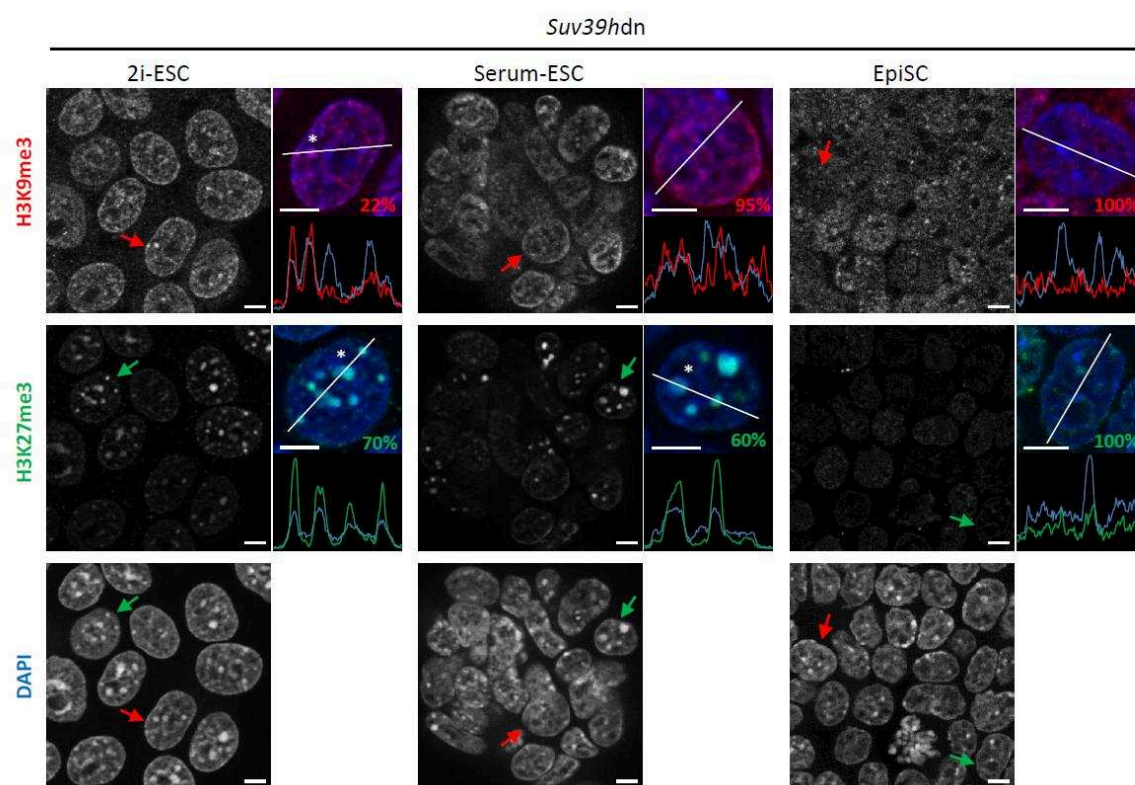 Suv39hdn
2i-ESC
Serum-ESC
EpiSC
H3K9me3
*
22%
95%
100%
H3K27me3
*
70%
*
60%
100%
DAPI